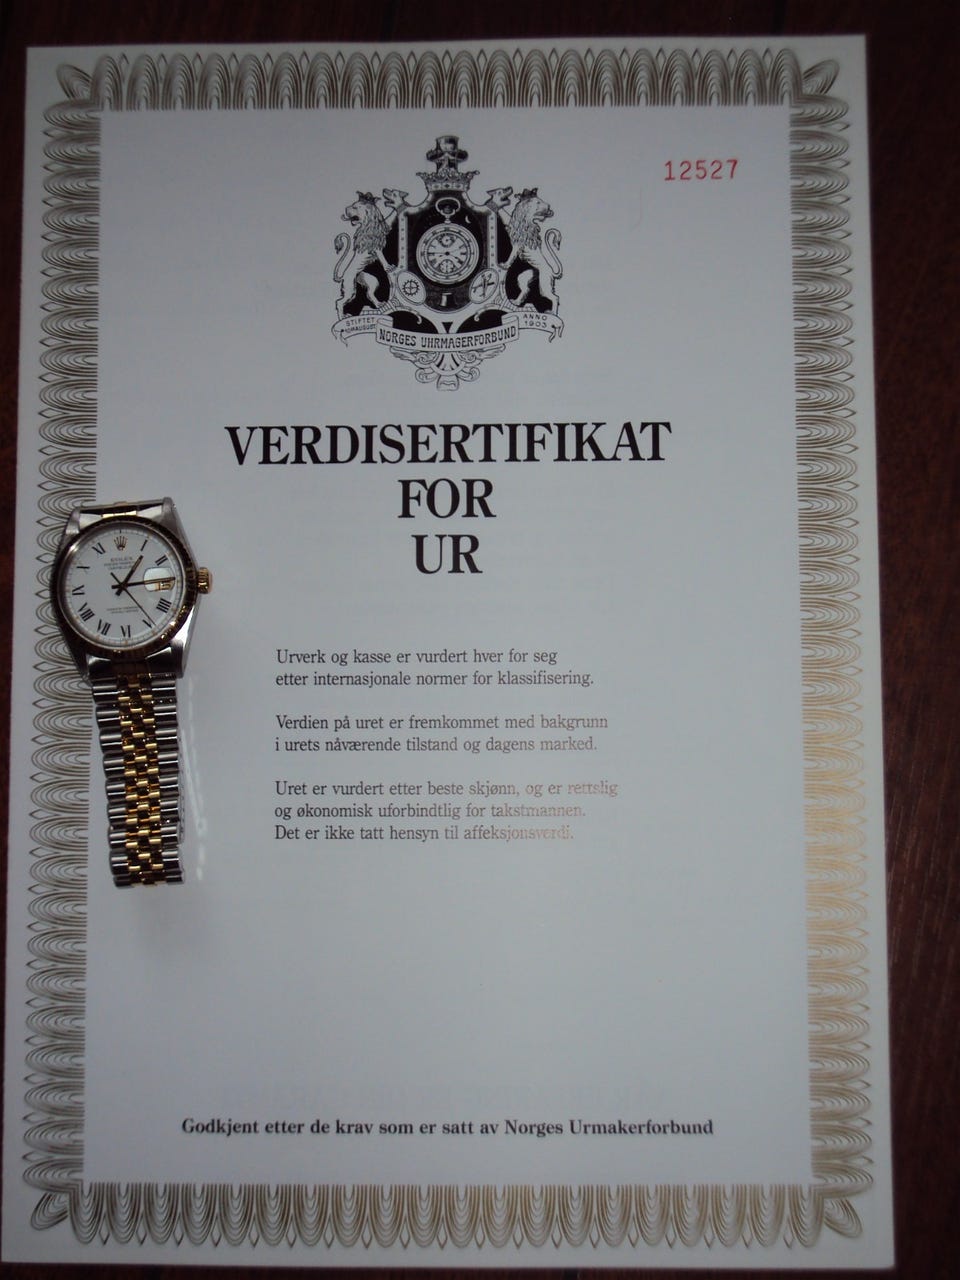 12527
STIFTET
10 AUGUST
ANNO
1903
NORGES UHRMAGERFORBUND
VERDISERTIFIKAT
FOR
UR
Urverk og kasse er vurdert hver for seg
etter internasjonale normer for klassifisering.
Verdien på uret er fremkommet med bakgrunn
i urets nåværende tilstand og dagens marked.
Uret er vurdert etter beste skjønn, og er rettslig
og økonomisk uforbindtlig for takstmannen.
Det er ikke tatt hensyn til affeksjonsverdi.
ROLEX
Godkjent etter de krav som er satt av Norges Urmakerforbund